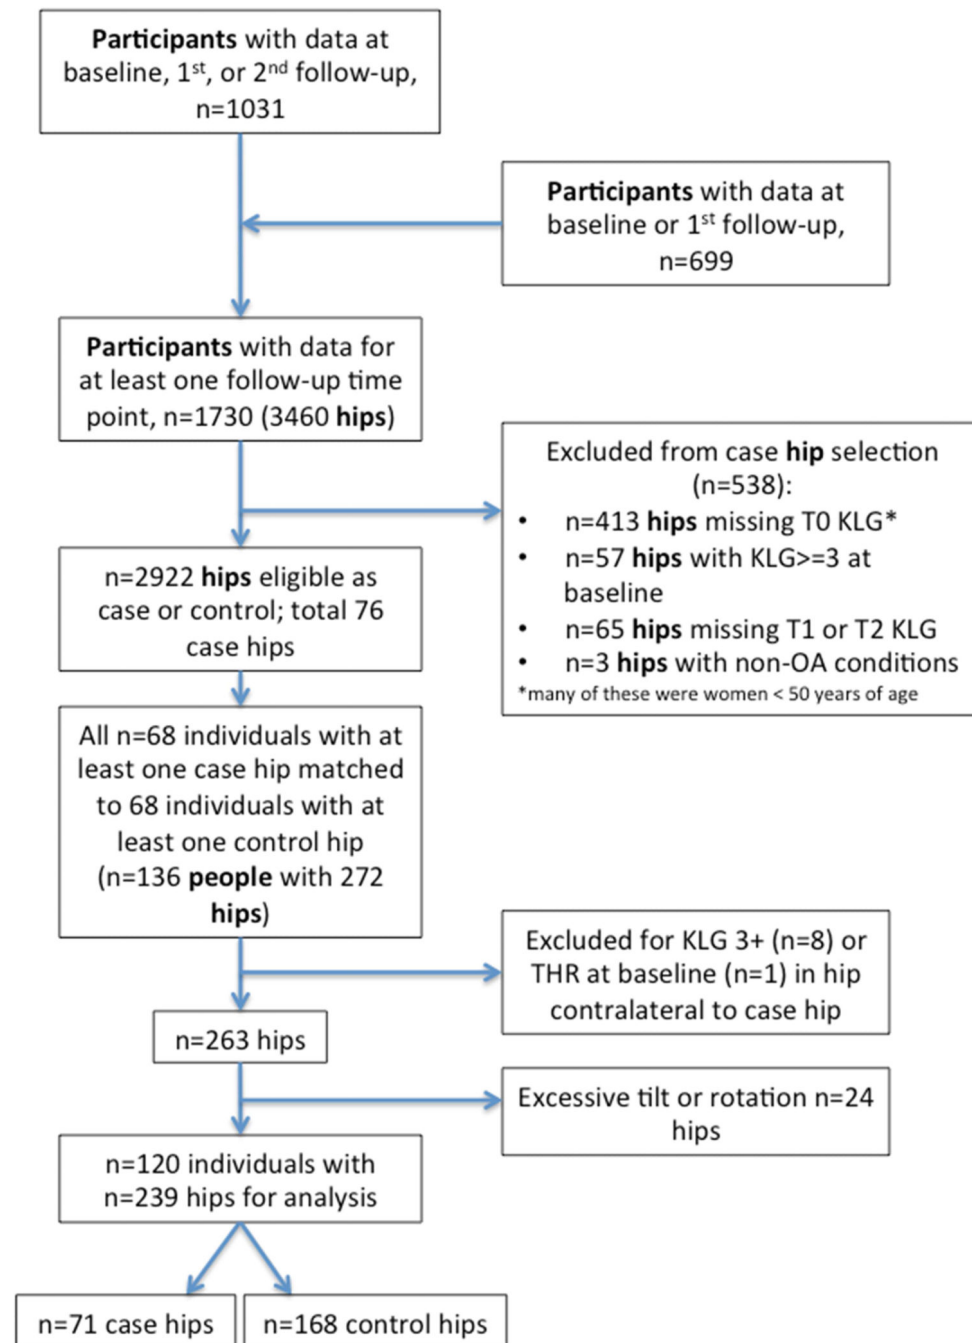 Participants with data at
baseline, 1st, or 2nd follow-up,
n=1031
Participants with data at
baseline or 1st follow-up,
n=699
Participants with data for
at least one follow-up time
point, n=1730 (3460 hips)
Excluded from case hip selection
(n=538):
• n=413 hips missing T0 KLG*
• n=57 hips with KLG>=3 at
baseline
• n=65 hips missing T1 or T2 KLG
• n=3 hips with non-OA conditions
*many of these were women < 50 years of age
n=2922 hips eligible as
case or control; total 76
case hips
All n=68 individuals with at
least one case hip matched
to 68 individuals with at
least one control hip
(n=136 people with 272
hips)
Excluded for KLG 3+ (n=8) or
THR at baseline (n=1) in hip
contralateral to case hip
n=263 hips
Excessive tilt or rotation n=24
hips
n=120 individuals with
n=239 hips for analysis
n=71 case hips
n=168 control hips